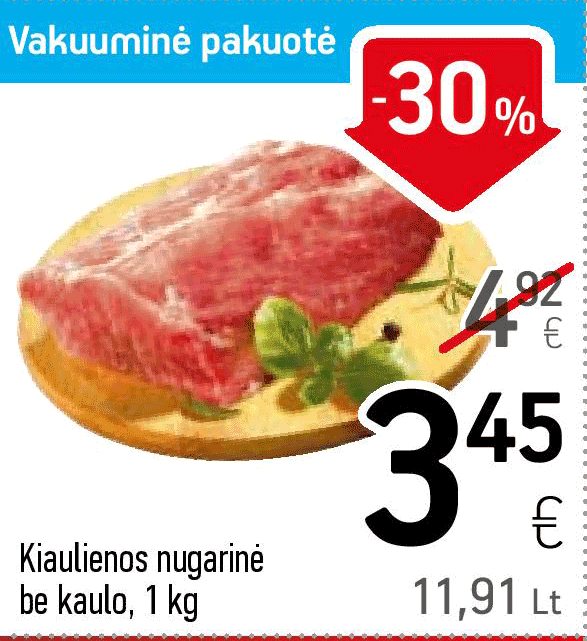 Vakuuminė pakuotė
-30%
4 92 €
3 45 €
Kiaulienos nugarinė
be kaulo, 1 kg
11,91 Lt